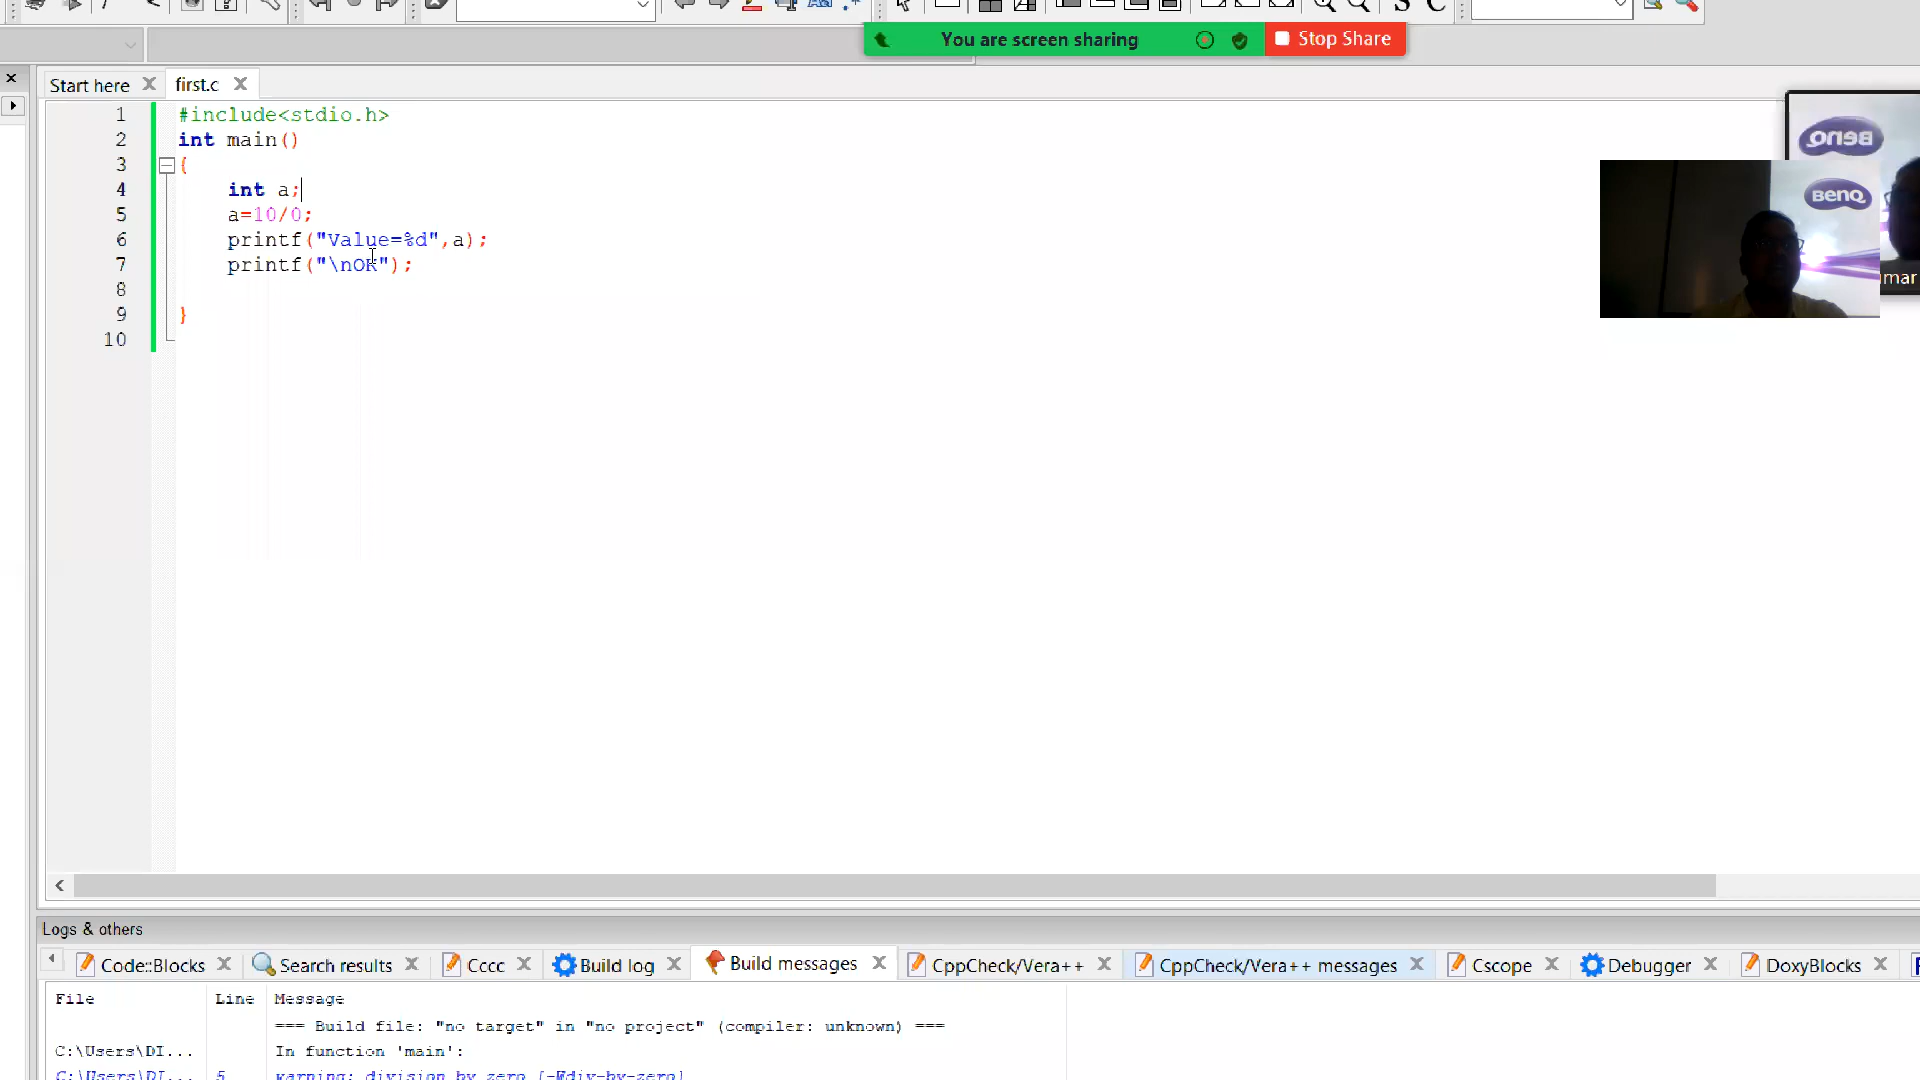 You are screen sharing
Stop Share
Start here
first.c
1 #include<stdio.h>
2 int main()
3 {
4 int a;
5 a=10/0;
6 printf("Value=%d",a);
7 printf("\nOK");
8
9 }
10
BenQ
BenQ
mar
Logs & others
Code::Blocks
Search results
Cccc
Build log
Build messages
CppCheck/Vera++
CppCheck/Vera++ messages
Cscope
Debugger
DoxyBlocks
File Line Message
=== Build file: "no target" in "no project" (compiler: unknown) ===
C:\Users\DI... In function 'main':
C:\Users\DI... 5 warning: division by zero [-Wdiv-by-zero]